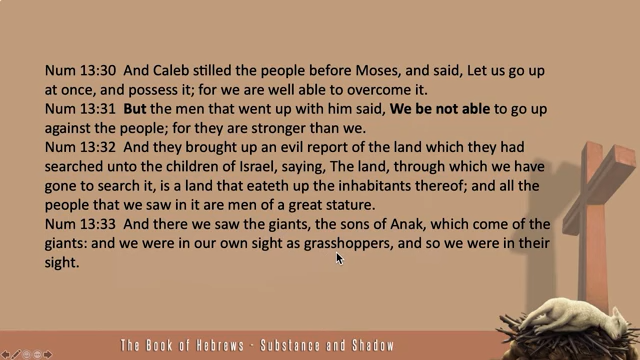 Num 13:30  And Caleb stilled the people before Moses, and said, Let us go up
at once, and possess it; for we are well able to overcome it.
Num 13:31  But the men that went up with him said, We be not able to go up
against the people; for they are stronger than we.
Num 13:32  And they brought up an evil report of the land which they had
searched unto the children of Israel, saying, The land, through which we have
gone to search it, is a land that eateth up the inhabitants thereof; and all the
people that we saw in it are men of a great stature.
Num 13:33  And there we saw the giants, the sons of Anak, which come of the
giants: and we were in our own sight as grasshoppers, and so we were in their
sight.
The Book of Hebrews - Substance and Shadow